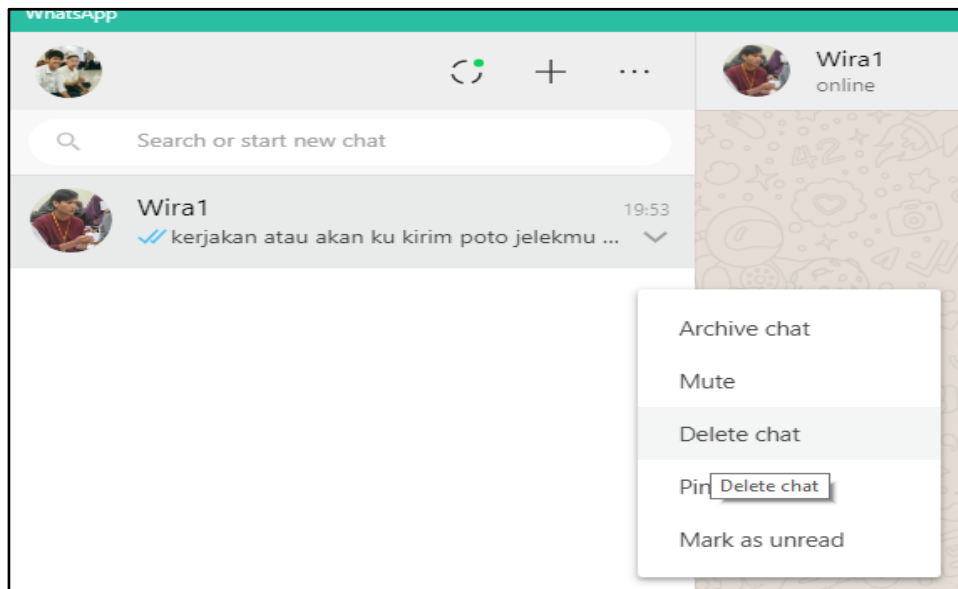 WhatsApp
Wira1
online
Search or start new chat
Wira1
19:53
kerjakan atau akan ku kirim poto jelekmu ...
Archive chat
Mute
Delete chat
Pin
Delete chat
Mark as unread